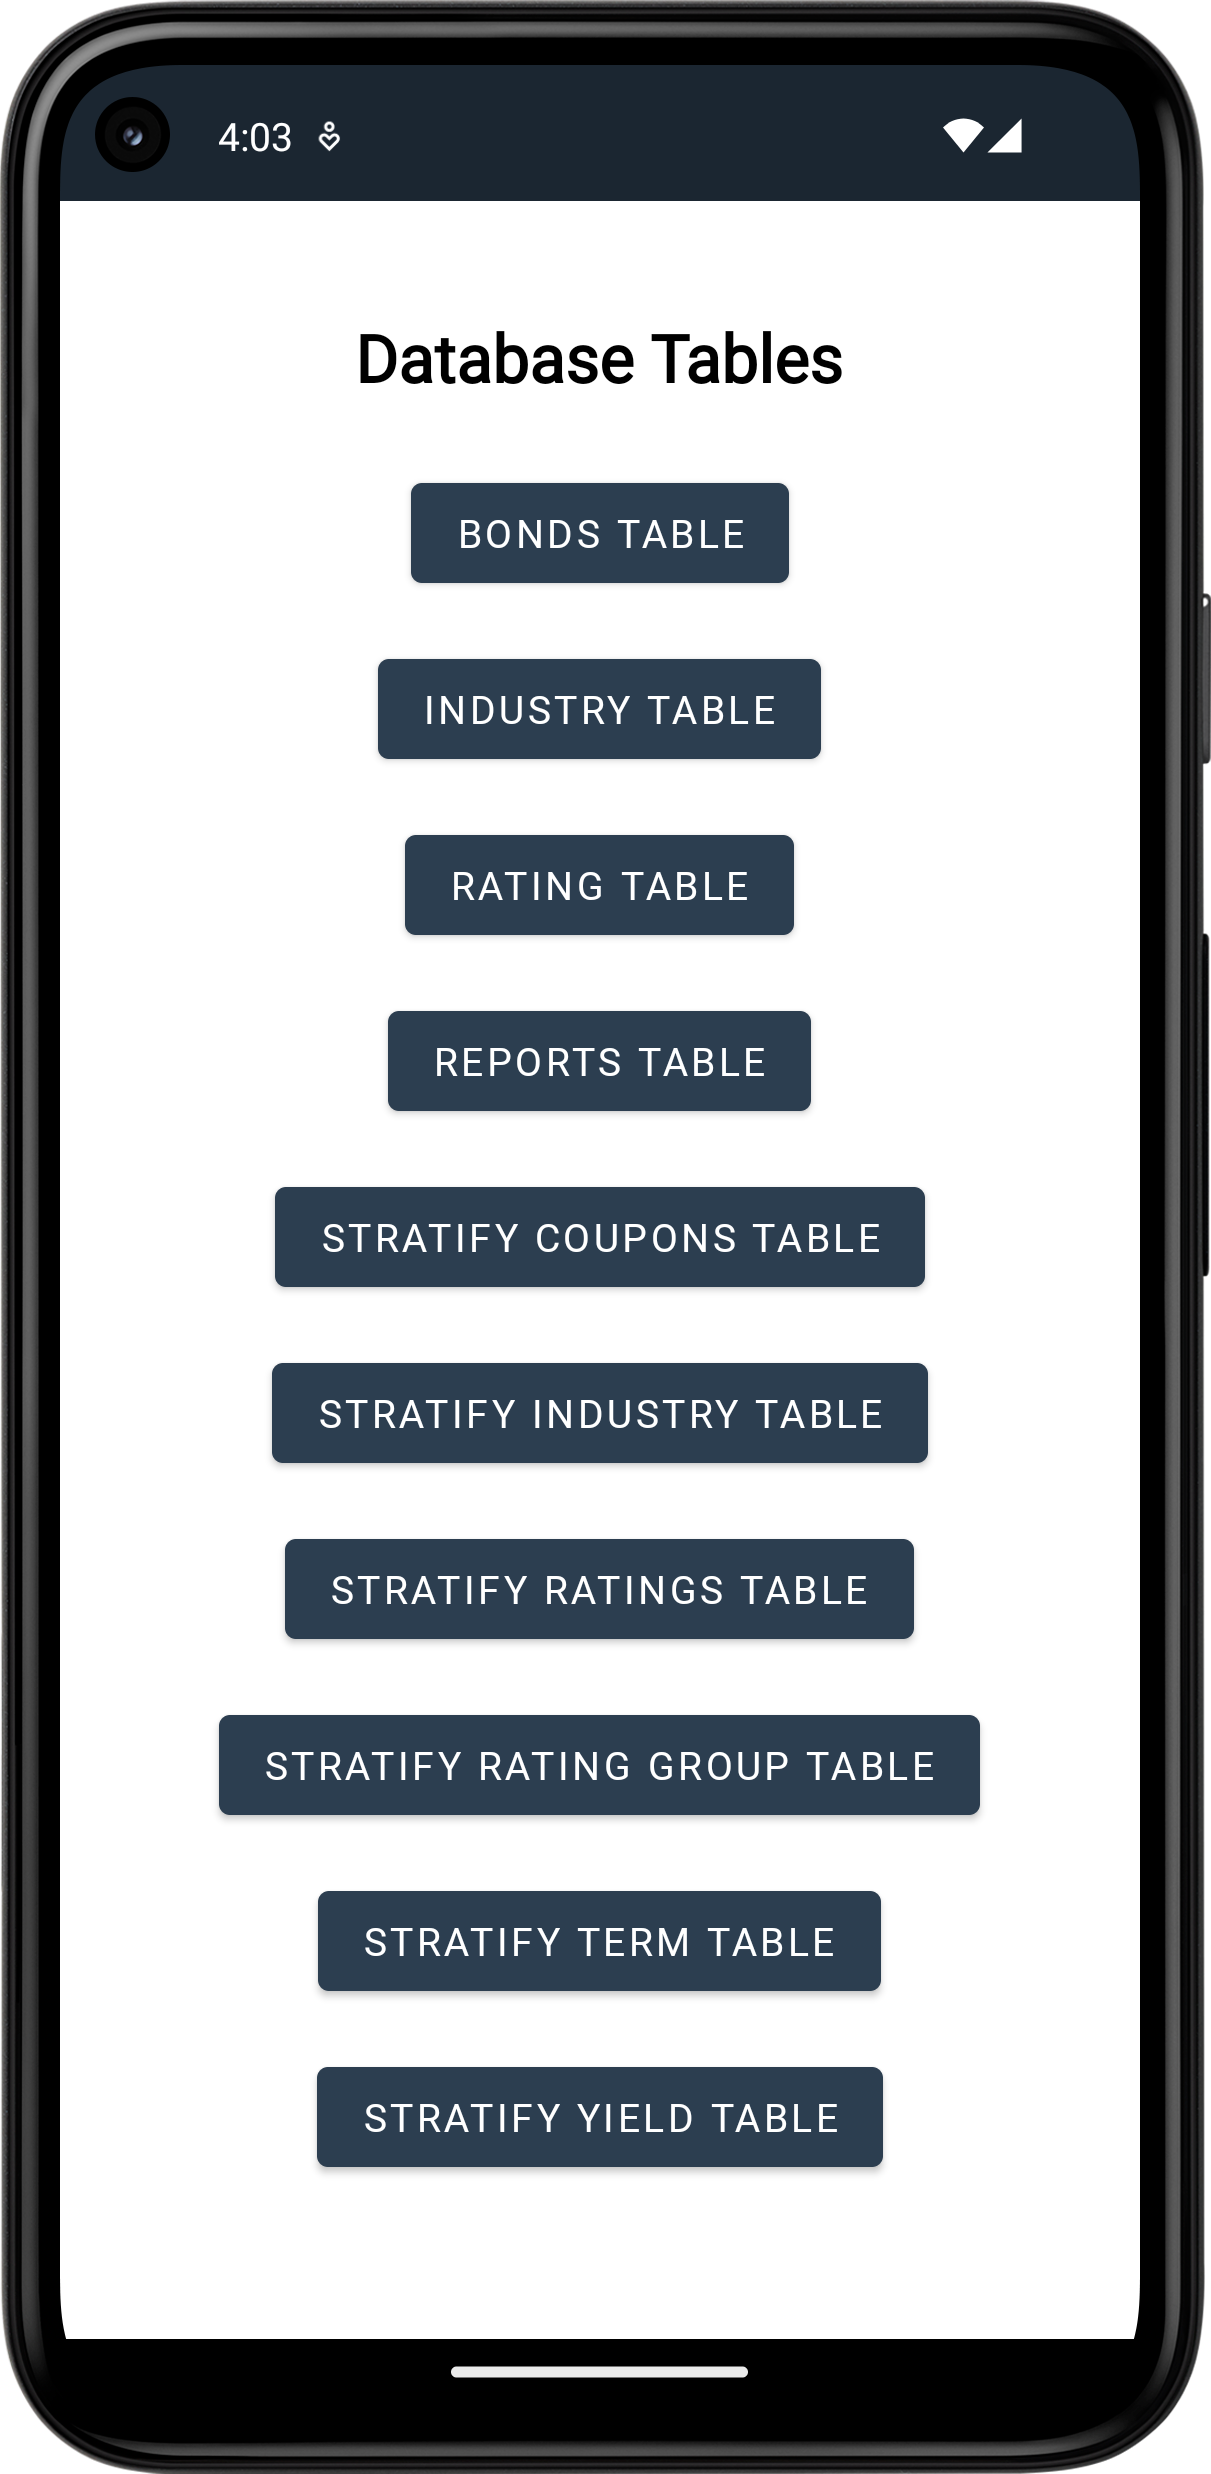 4:03
Database Tables
BONDS TABLE
INDUSTRY TABLE
RATING TABLE
REPORTS TABLE
STRATIFY COUPONS TABLE
STRATIFY INDUSTRY TABLE
STRATIFY RATINGS TABLE
STRATIFY RATING GROUP TABLE
STRATIFY TERM TABLE
STRATIFY YIELD TABLE